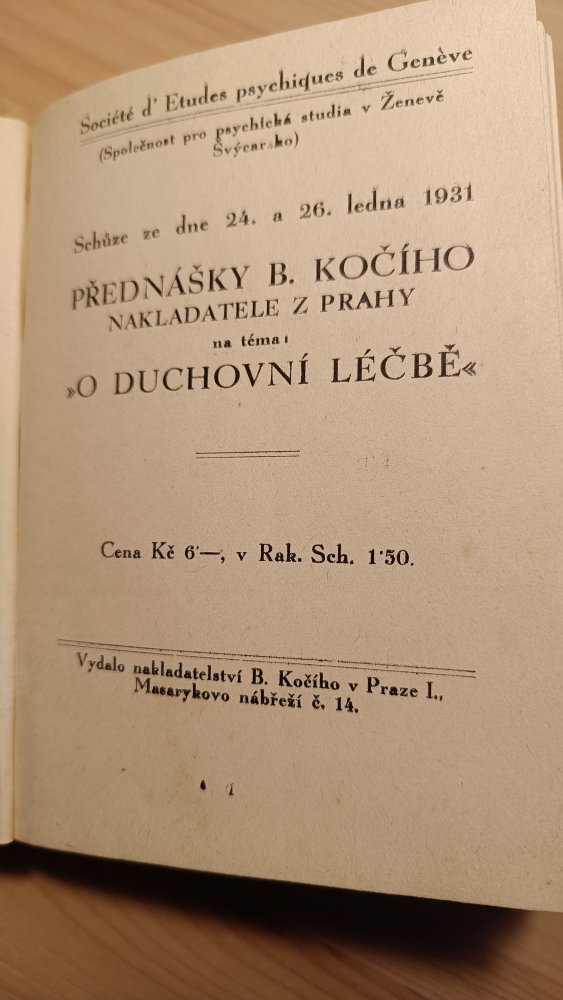 Société d' Etudes psychiques de Genève
(Společnost pro psychická studia v Ženevě
Švýcarsko)
Schůze ze dne 24. a 26. ledna 1931
PŘEDNÁŠKY B. KOČÍHO
NAKLADATELE Z PRAHY
na téma:
»O DUCHOVNÍ LÉČBĚ«
Cena Kč 6·—, v Rak. Sch. 1·50.
Vydalo nakladatelství B. Kočího v Praze I.,
Masarykovo nábřeží č. 14.